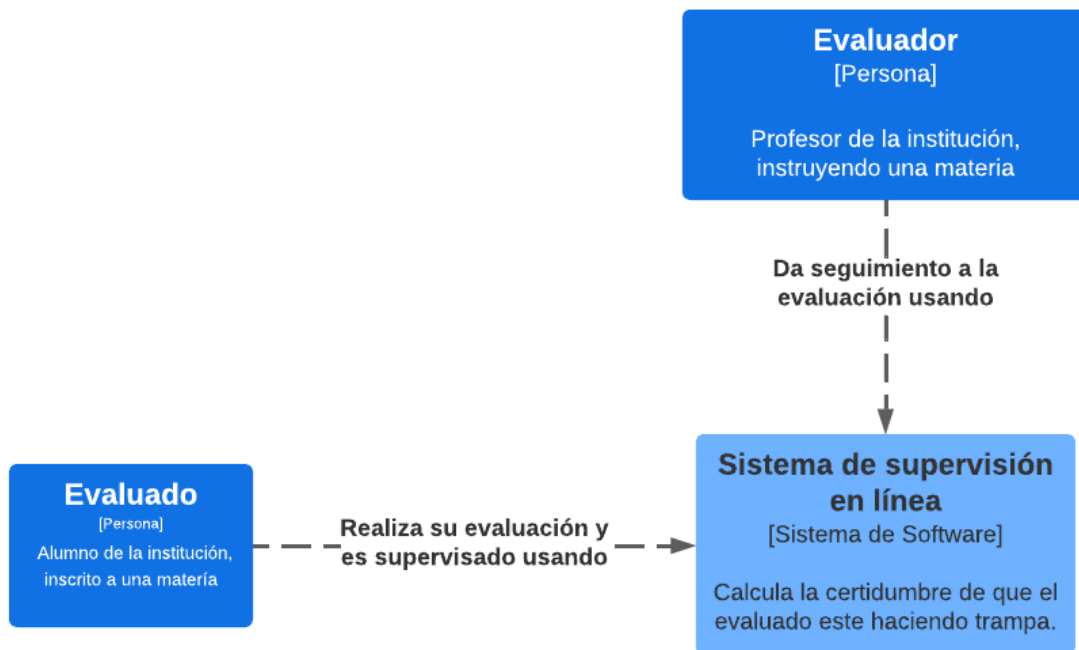 Evaluador
[Persona]
Profesor de la institución,
instruyendo una materia
Da seguimiento a la
evaluación usando
Evaluado
[Persona]
Alumno de la institución,
inscrito a una matería
Realiza su evaluación y
es supervisado usando
Sistema de supervisión
en línea
[Sistema de Software]
Calcula la certidumbre de que el
evaluado este haciendo trampa.